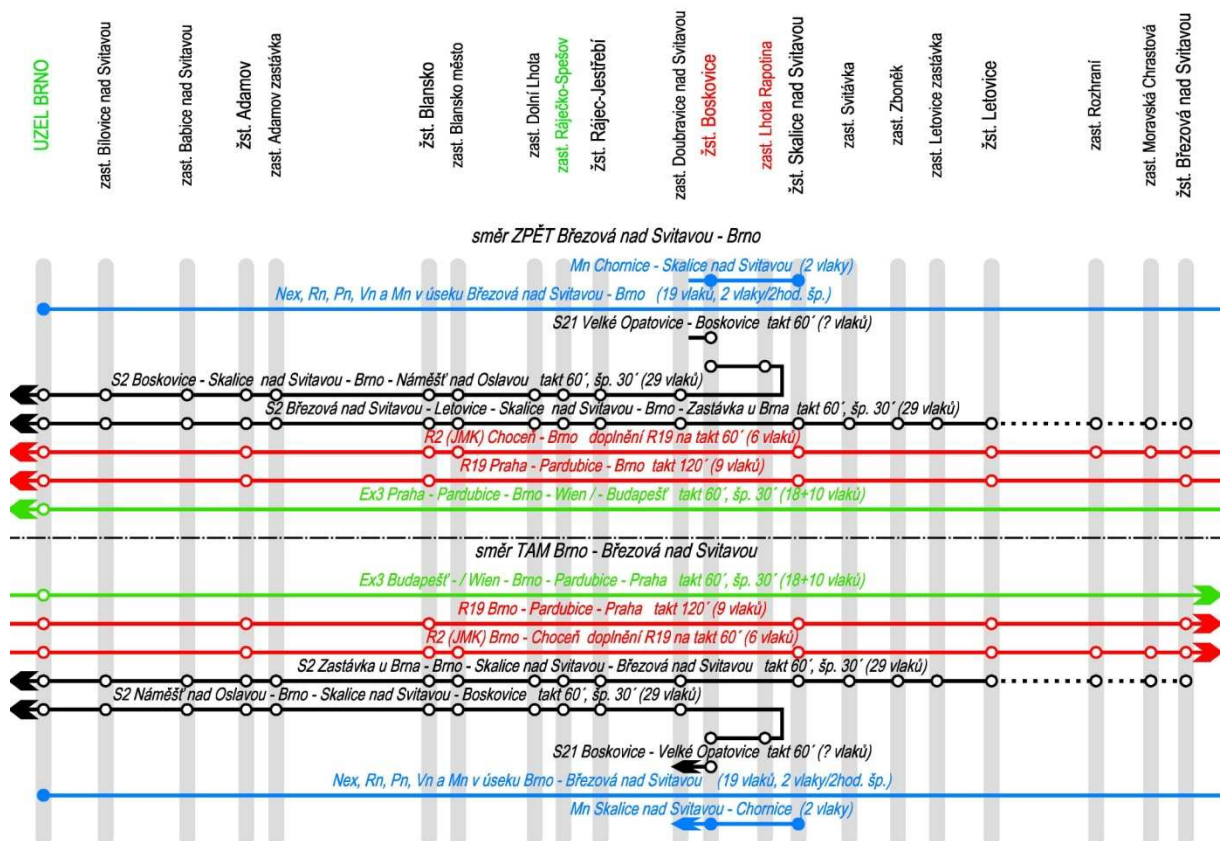 UZEL BRNO
zast. Bílovice nad Svitavou
zast. Babice nad Svitavou
žst. Adamov
zast. Adamov zastávka
žst. Blansko
zast. Blansko město
zast. Dolní Lhota
zast. Ráječko-Spešov
žst. Rájec-Jestřebí
zast. Doubravice nad Svitavou
žst. Boskovice
zast. Lhota Rapotina
žst. Skalice nad Svitavou
zast. Svitávka
zast. Zboněk
zast. Letovice zastávka
žst. Letovice
zast. Rozhraní
zast. Moravská Chrastová
žst. Březová nad Svitavou
směr ZPĚT Březová nad Svitavou - Brno
Mn Chornice - Skalice nad Svitavou (2 vlaky)
Nex, Rn, Pn, Vn a Mn v úseku Březová nad Svitavou - Brno (19 vlaků, 2 vlaky/2hod. šp.)
S21 Velké Opatovice - Boskovice takt 60´ (? vlaků)
S2 Boskovice - Skalice nad Svitavou - Brno - Náměšť nad Oslavou takt 60´, šp. 30´ (29 vlaků)
S2 Březová nad Svitavou - Letovice - Skalice nad Svitavou - Brno - Zastávka u Brna takt 60´, šp. 30´ (29 vlaků)
R2 (JMK) Choceň - Brno doplnění R19 na takt 60´ (6 vlaků)
R19 Praha - Pardubice - Brno takt 120´ (9 vlaků)
Ex3 Praha - Pardubice - Brno - Wien / - Budapešť takt 60´, šp. 30´ (18+10 vlaků)
směr TAM Brno - Březová nad Svitavou
Ex3 Budapešť - / Wien - Brno - Pardubice - Praha takt 60´, šp. 30´ (18+10 vlaků)
R19 Brno - Pardubice - Praha takt 120´ (9 vlaků)
R2 (JMK) Brno - Choceň doplnění R19 na takt 60´ (6 vlaků)
S2 Zastávka u Brna - Brno - Skalice nad Svitavou - Březová nad Svitavou takt 60´, šp. 30´ (29 vlaků)
S2 Náměšť nad Oslavou - Brno - Skalice nad Svitavou - Boskovice takt 60´, šp. 30´ (29 vlaků)
S21 Boskovice - Velké Opatovice takt 60´ (? vlaků)
Nex, Rn, Pn, Vn a Mn v úseku Brno - Březová nad Svitavou (19 vlaků, 2 vlaky/2hod. šp.)
Mn Skalice nad Svitavou - Chornice (2 vlaky)